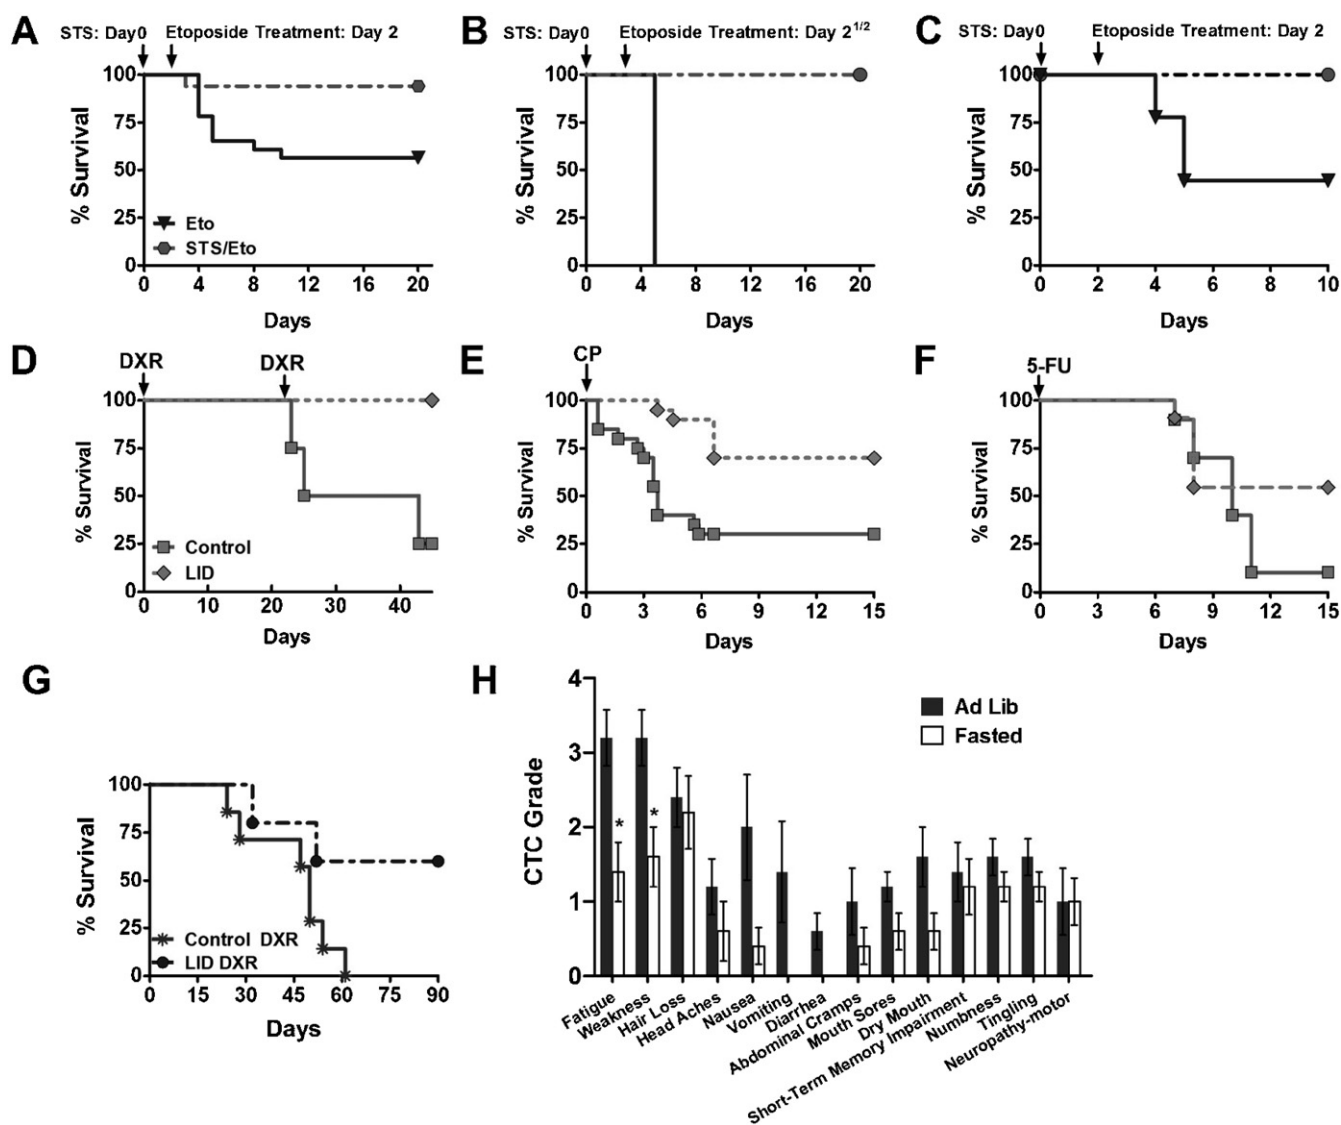 A
STS: Day0
Etoposide Treatment: Day 2
% Survival
100
75
50
25
0
Eto
STS/Eto
0 4 8 12 16 20
Days
B
STS: Day0
Etoposide Treatment: Day 2^1/2
% Survival
100
75
50
25
0
0 4 8 12 16 20
Days
C
STS: Day0
Etoposide Treatment: Day 2
% Survival
100
75
50
25
0
0 2 4 6 8 10
Days
D
DXR
DXR
% Survival
100
75
50
25
0
Control
LID
0 10 20 30 40
Days
E
CP
% Survival
100
75
50
25
0
0 3 6 9 12 15
Days
F
5-FU
% Survival
100
75
50
25
0
0 3 6 9 12 15
Days
G
% Survival
100
75
50
25
0
Control DXR
LID DXR
0 15 30 45 60 75 90
Days
H
CTC Grade
4
3
2
1
0
Ad Lib
Fasted
*
*
Fatigue
Weakness
Hair Loss
Head Aches
Nausea
Vomiting
Diarrhea
Abdominal Cramps
Mouth Sores
Dry Mouth
Short-Term Memory Impairment
Numbness
Tingling
Neuropathy-motor